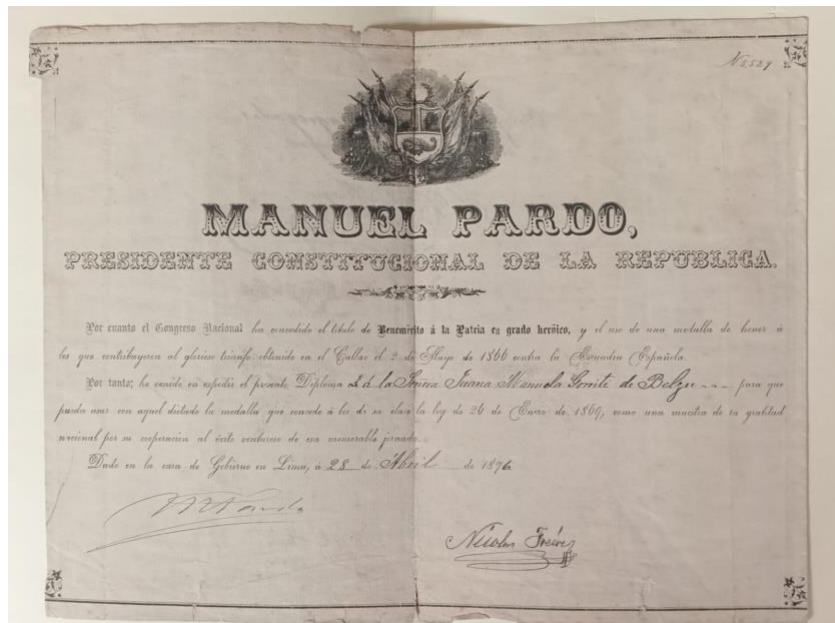 Nº 2,529
MANUEL PARDO,
PRESIDENTE CONSTITUCIONAL DE LA REPUBLICA.
Por cuanto el Congreso Nacional ha concedido el titulo de Benemérito á la Patria en grado heróico, y el uso de una medalla de honor á
los que contribuyeron al glorioso triunfo obtenido en el Callao el 2 de Mayo de 1866 contra la Escuadra Española.
Por tanto; he venido en expedir el presente Diploma á la Señora Juana Manuela Gorriti de Belzu para que
pueda usar con aquel dictado la medalla que concede á los de su clase la ley de 26 de Enero de 1869, como una muestra de la gratitud
nacional por su cooperacion al éxito venturoso de esa memorable jornada.
Dado en la casa de Gobierno en Lima, á 28 de Abril de 1876
M Pardo
Nicolas Freire